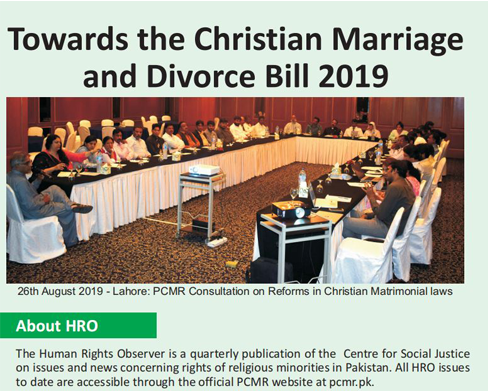 Towards the Christian Marriage
and Divorce Bill 2019
26th August 2019 - Lahore: PCMR Consultation on Reforms in Christian Matrimonial laws
About HRO
The Human Rights Observer is a quarterly publication of the Centre for Social Justice
on issues and news concerning rights of religious minorities in Pakistan. All HRO issues
to date are accessible through the official PCMR website at pcmr.pk.